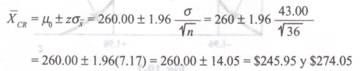 X̄_CR = μ₀ ± zσ_x̄ = 260.00 ± 1.96 σ/√n = 260 ± 1.96 43.00/√36
= 260.00 ± 1.96(7.17) = 260.00 ± 14.05 = $245.95 y $274.05